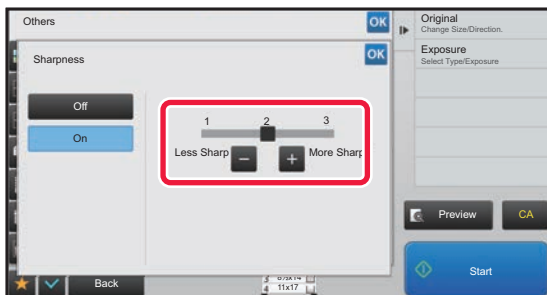 Others
OK
Original
Change Size/Direction.
Sharpness
OK
Exposure
Select Type/Exposure
Off
On
1 2 3
Less Sharp - + More Sharp
Preview
CA
Start
Back
4 11x17